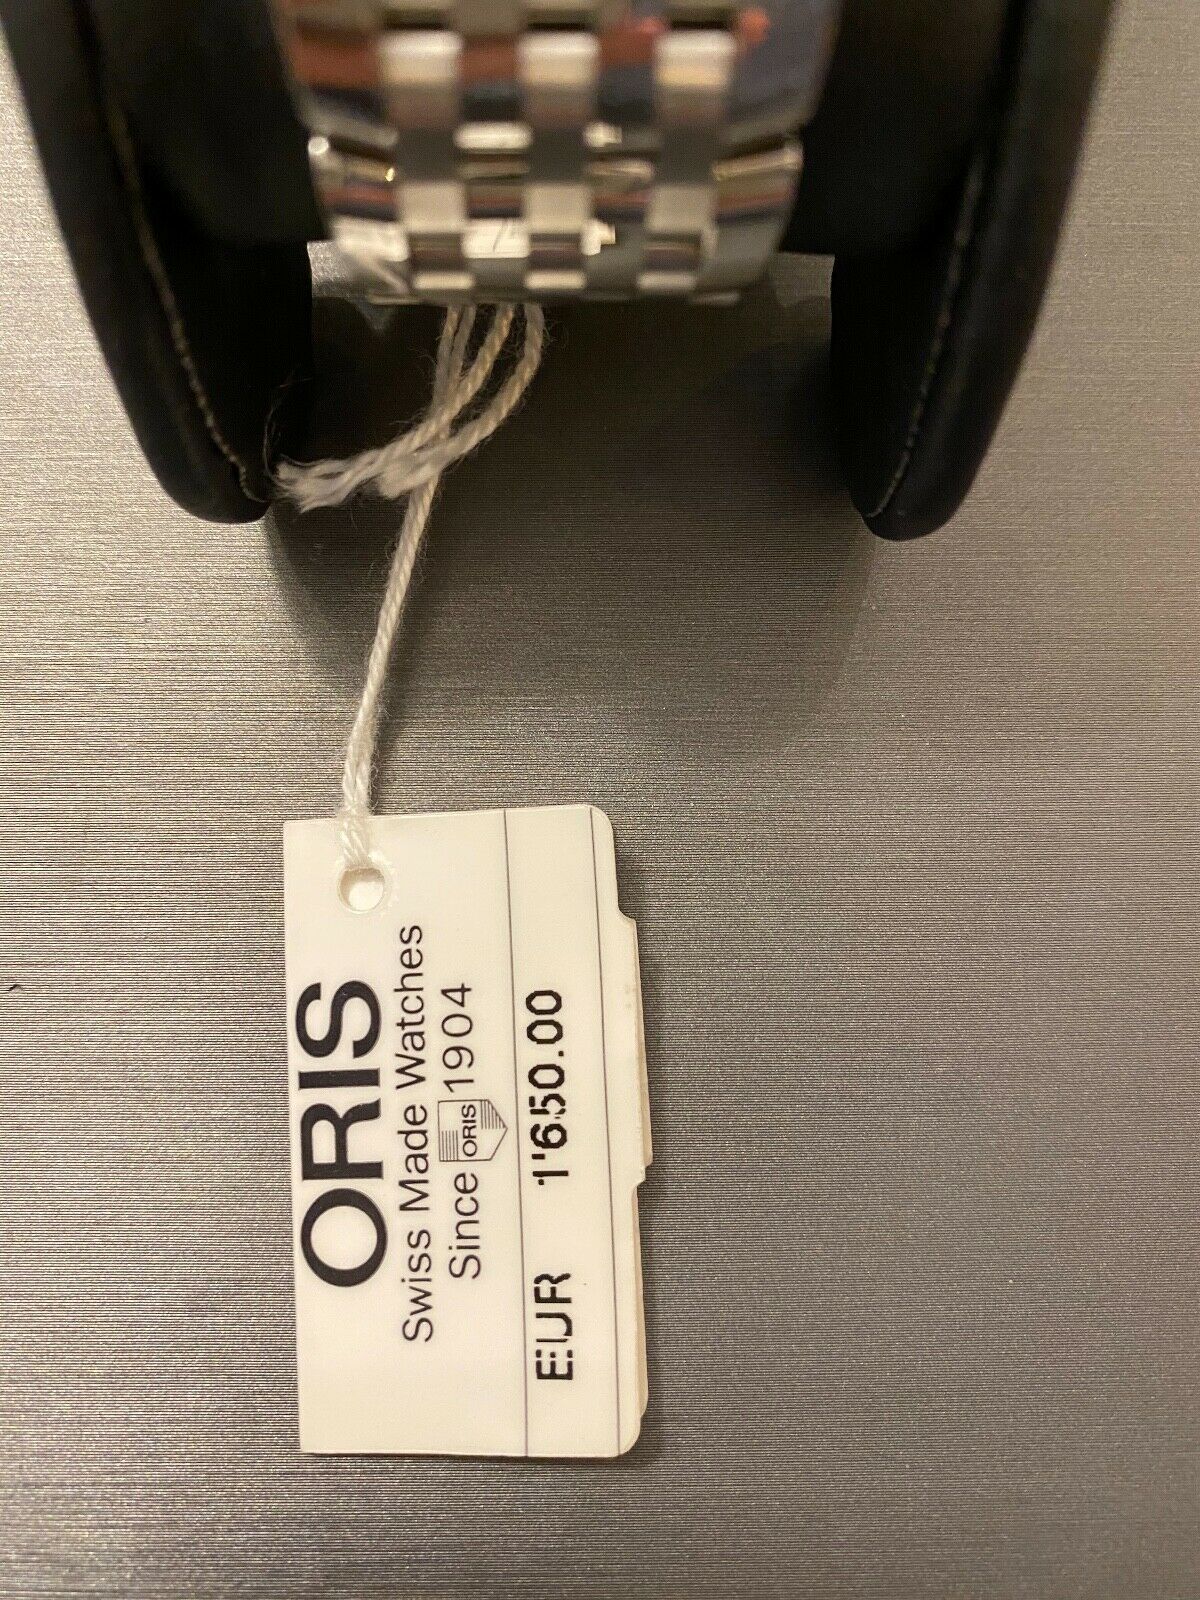 ORIS
Swiss Made Watches
Since ORIS 1904
EUR 1'650.00